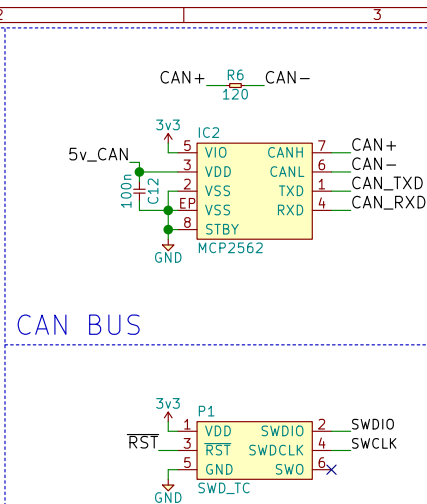 2 3
CAN+ R6 CAN-
120
3v3 IC2
5v_CAN 5 VIO CANH 7 CAN+
3 VDD CANL 6 CAN-
100n C12 2 VSS TXD 1 CAN_TXD
EP VSS RXD 4 CAN_RXD
8 STBY
GND MCP2562
CAN BUS
3v3 P1
1 VDD SWDIO 2 SWDIO
RST 3 RST SWDCLK 4 SWCLK
5 GND SWO 6
GND SWD_TC